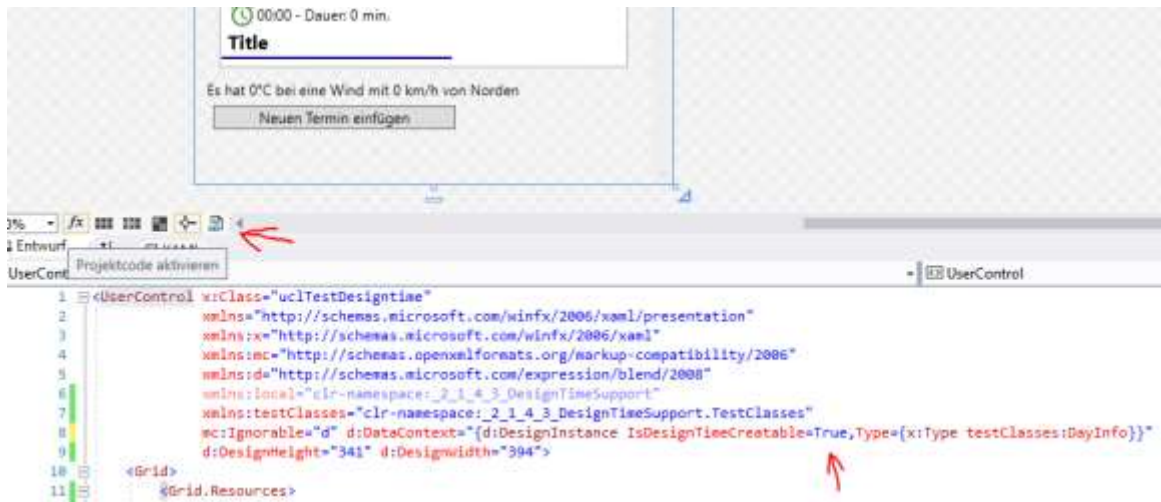 00:00 - Dauer: 0 min.
Title
Es hat 0°C bei eine Wind mit 0 km/h von Norden
Neuen Termin einfügen
fx
Entwurf
Projektcode aktivieren
UserCont
UserControl
1 <UserControl x:Class="uclTestDesigntime"
2 xmlns="http://schemas.microsoft.com/winfx/2006/xaml/presentation"
3 xmlns:x="http://schemas.microsoft.com/winfx/2006/xaml"
4 xmlns:mc="http://schemas.openxmlformats.org/markup-compatibility/2006"
5 xmlns:d="http://schemas.microsoft.com/expression/blend/2008"
6 xmlns:local="clr-namespace:_2_1_4_3_DesignTimeSupport"
7 xmlns:testClasses="clr-namespace:_2_1_4_3_DesignTimeSupport.TestClasses"
8 mc:Ignorable="d" d:DataContext="{d:DesignInstance IsDesignTimeCreatable=True,Type={x:Type testClasses:DayInfo}}"
9 d:DesignHeight="341" d:DesignWidth="394">
10 <Grid>
11 <Grid.Resources>